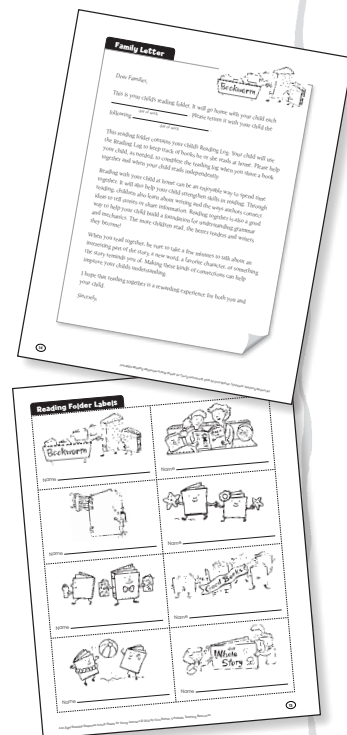 Family Letter
Bookworm
Dear Families,
This is your child's reading folder. It will go home with your child each
Please return it with your child the
following
This reading folder contains your child's Reading Log. Your child will use
the Reading Log to keep track of books he or she reads at home. Please help
your child, as needed, to complete the reading log when you share a book
together and when your child reads independently.
Reading with your child at home can be an enjoyable way to spend time
together. It will also help your child strengthen skills in reading. Through
reading, children also learn about writing and the ways authors connect
ideas to tell stories or share information. Reading together is also a good
way to help your child build a foundation for understanding grammar
and mechanics. The more children read, the better readers and writers
they become!
When you read together, be sure to take a few minutes to talk about an
interesting part of the story, a new word, a favorite character, or something
the story reminds you of. Making these kinds of connections can help
improve your child's understanding.
I hope that reading together is a rewarding experience for both you and
your child.
Sincerely,
Reading Folder Labels
Bookworm
Name
Name
Name
Name
Name
Good Books
Name
Name
The Whole
Story
Name